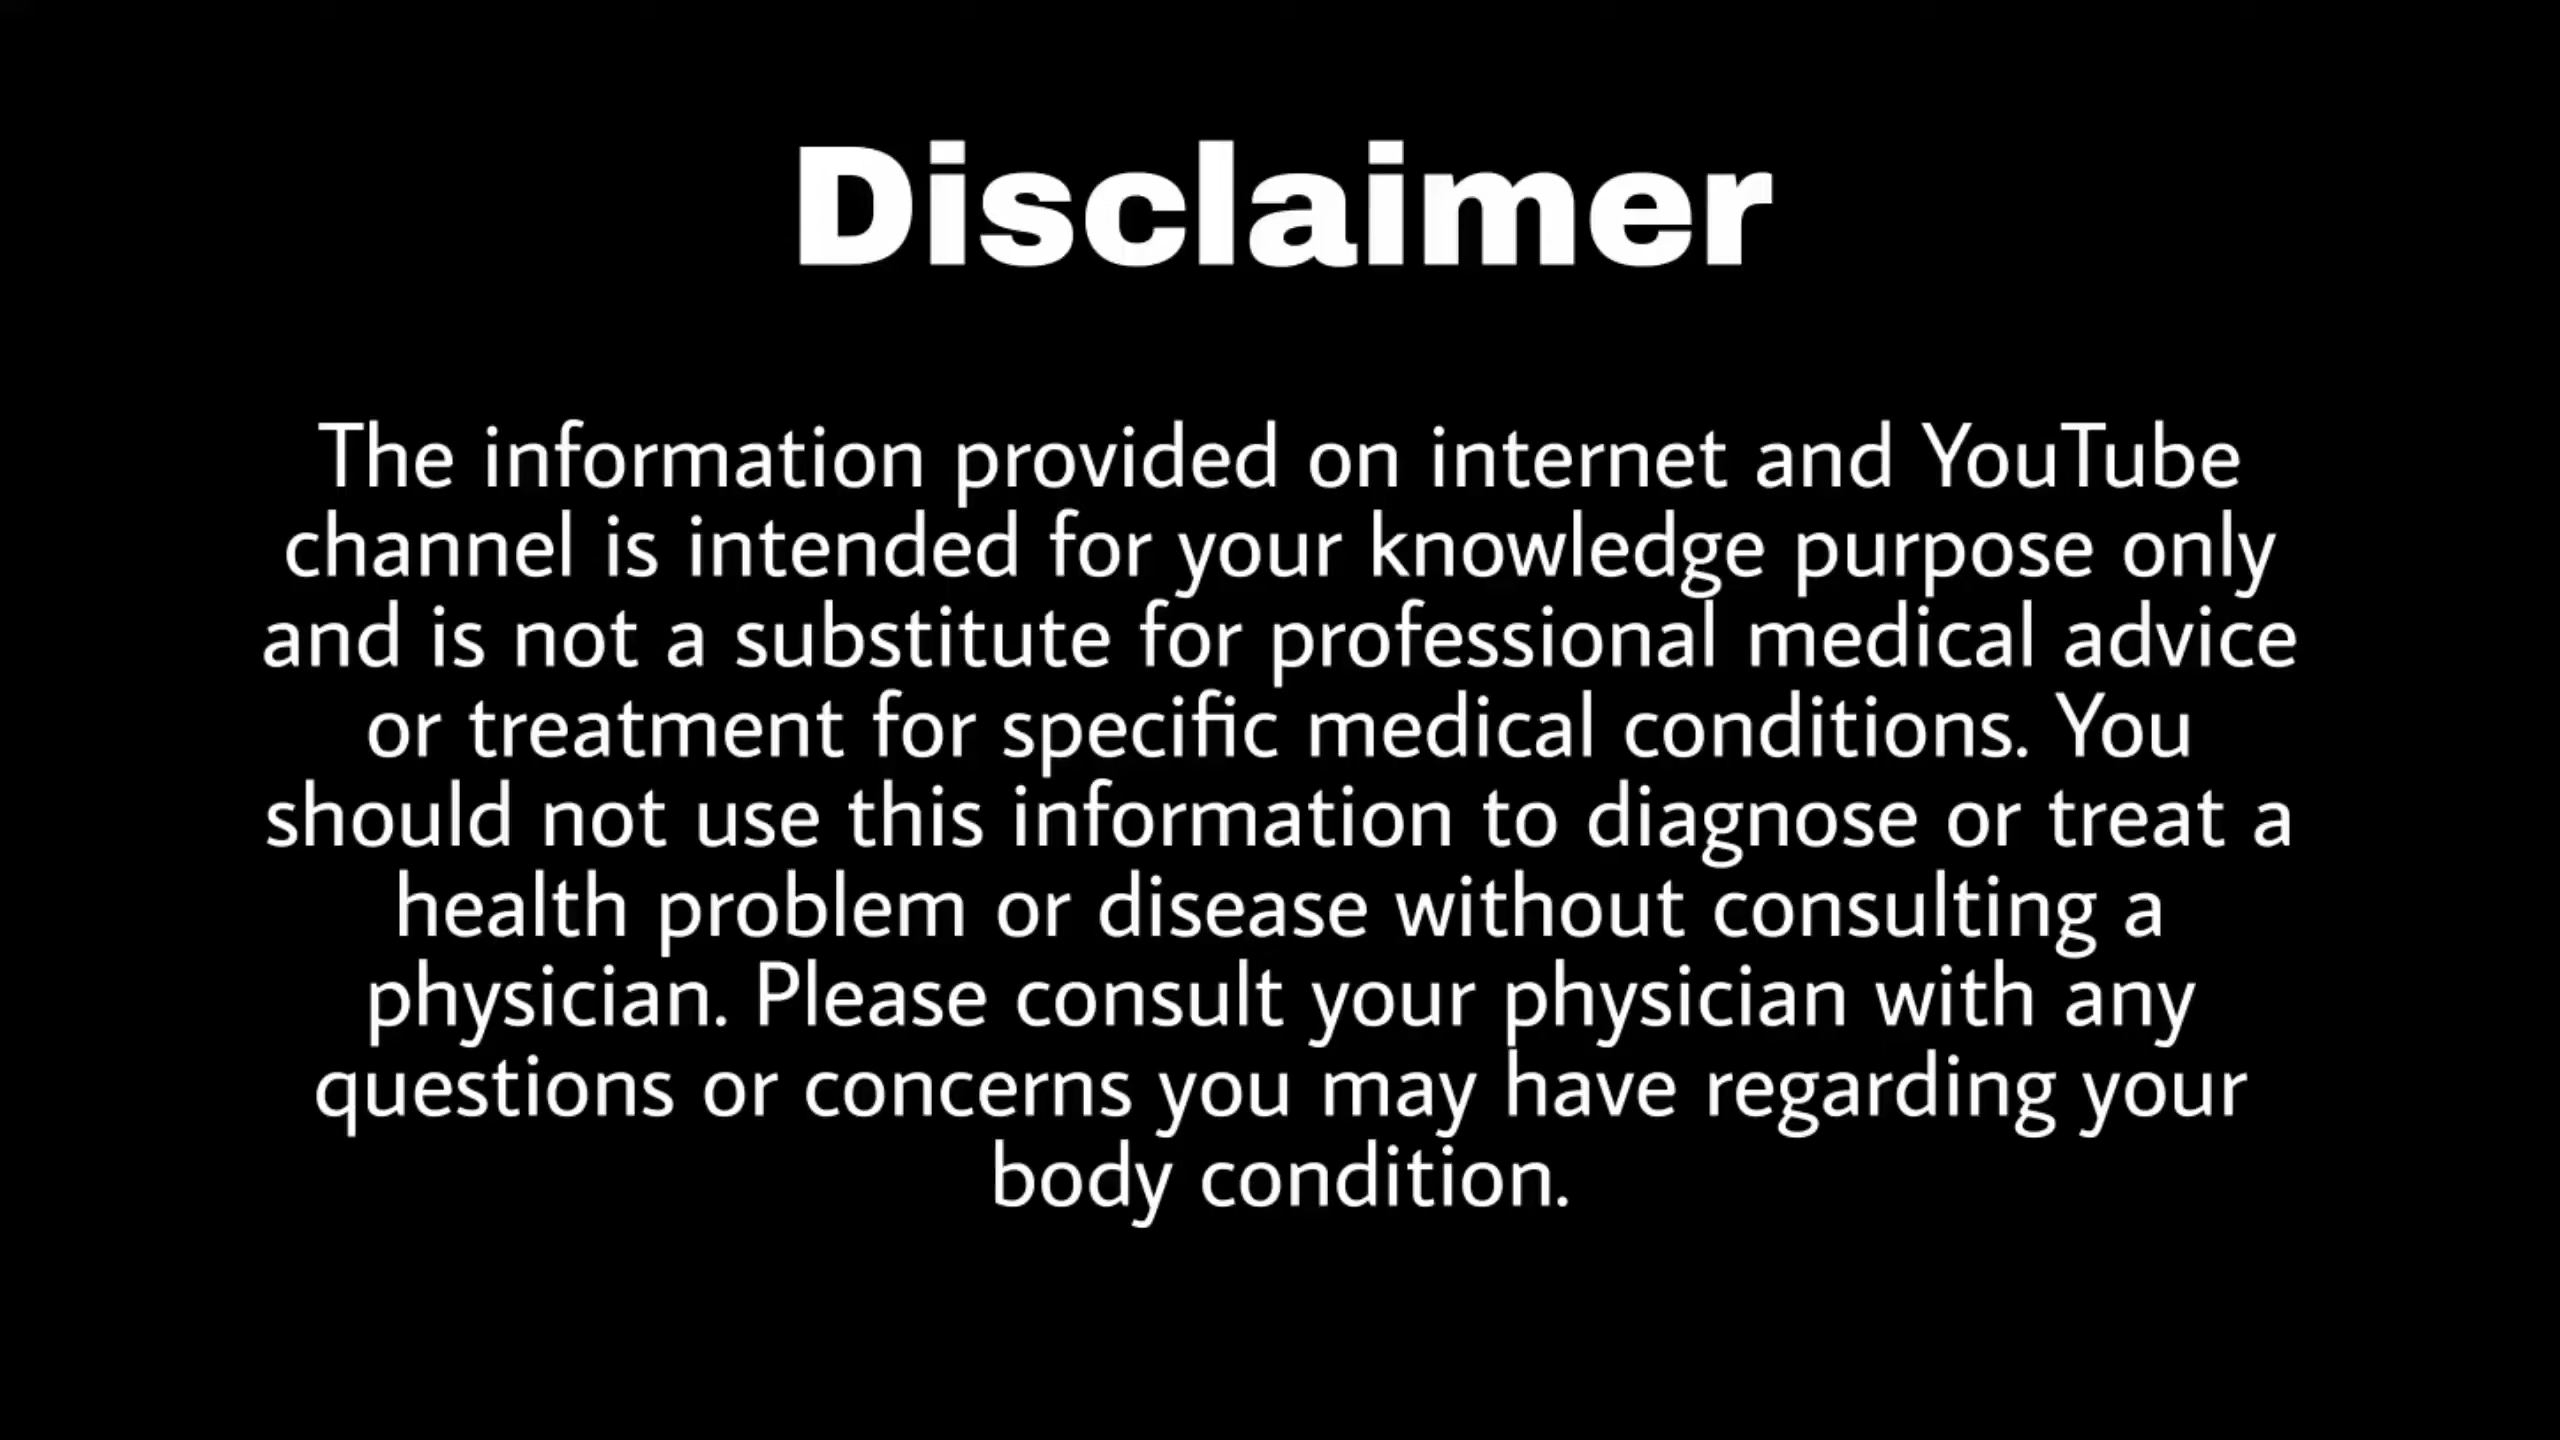 Disclaimer
The information provided on internet and YouTube
channel is intended for your knowledge purpose only
and is not a substitute for professional medical advice
or treatment for specific medical conditions. You
should not use this information to diagnose or treat a
health problem or disease without consulting a
physician. Please consult your physician with any
questions or concerns you may have regarding your
body condition.